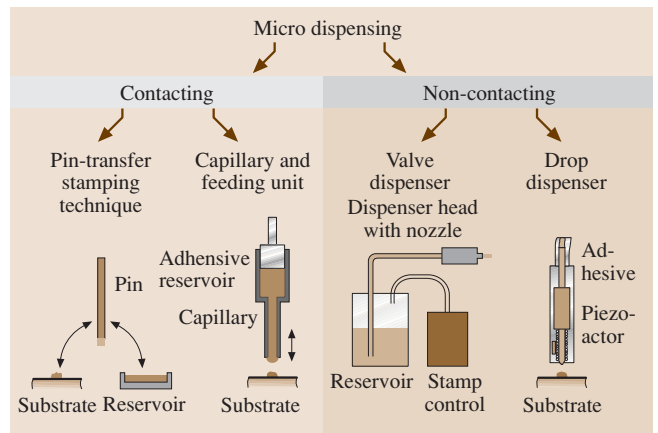 Micro dispensing
Contacting
Non-contacting
Pin-transfer
stamping
technique
Capillary and
feeding unit
Valve
dispenser
Dispenser head
with nozzle
Drop
dispenser
Pin
Adhensive
reservoir
Capillary
Ad-
hesive
Piezo-
actor
Substrate
Reservoir
Substrate
Reservoir
Stamp
control
Substrate